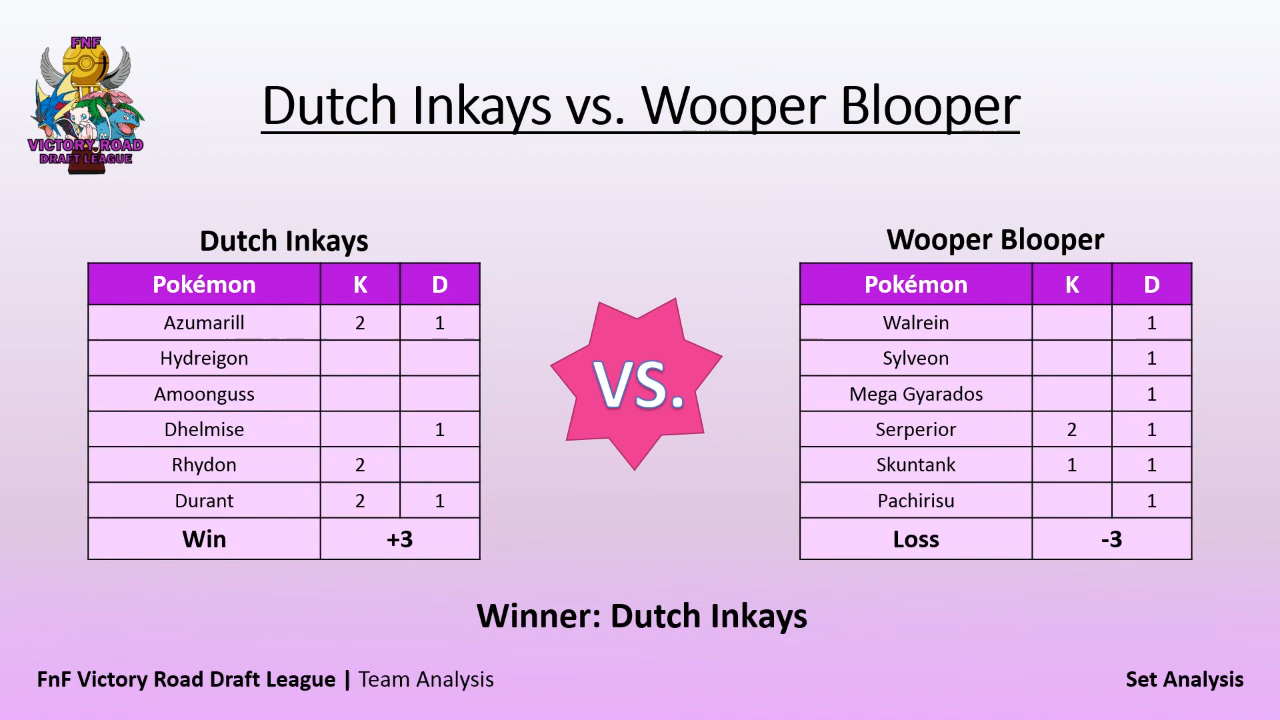 FNF
VICTORY ROAD
DRAFT LEAGUE
Dutch Inkays vs. Wooper Blooper
Dutch Inkays
Pokémon K D
Azumarill 2 1
Hydreigon
Amoonguss
Dhelmise 1
Rhydon 2
Durant 2 1
Win +3
VS.
Wooper Blooper
Pokémon K D
Walrein 1
Sylveon 1
Mega Gyarados 1
Serperior 2 1
Skuntank 1 1
Pachirisu 1
Loss -3
Winner: Dutch Inkays
FnF Victory Road Draft League | Team Analysis
Set Analysis